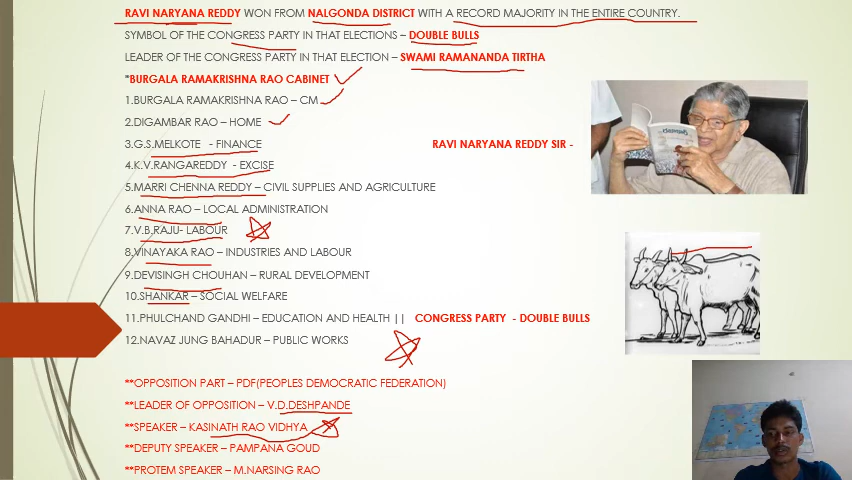 RAVI NARYANA REDDY WON FROM NALGONDA DISTRICT WITH A RECORD MAJORITY IN THE ENTIRE COUNTRY.
SYMBOL OF THE CONGRESS PARTY IN THAT ELECTIONS – DOUBLE BULLS
LEADER OF THE CONGRESS PARTY IN THAT ELECTION – SWAMI RAMANANDA TIRTHA
"BURGALA RAMAKRISHNA RAO CABINET
1.BURGALA RAMAKRISHNA RAO – CM
2.DIGAMBAR RAO – HOME
3.G.S.MELKOTE - FINANCE
RAVI NARYANA REDDY SIR -
4.K.V.RANGAREDDY - EXCISE
5.MARRI CHENNA REDDY – CIVIL SUPPLIES AND AGRICULTURE
6.ANNA RAO – LOCAL ADMINISTRATION
7.V.B.RAJU- LABOUR
8.VINAYAKA RAO – INDUSTRIES AND LABOUR
9.DEVISINGH CHOUHAN – RURAL DEVELOPMENT
10.SHANKAR – SOCIAL WELFARE
11.PHULCHAND GANDHI – EDUCATION AND HEALTH || CONGRESS PARTY - DOUBLE BULLS
12.NAVAZ JUNG BAHADUR – PUBLIC WORKS
**OPPOSITION PART – PDF(PEOPLES DEMOCRATIC FEDERATION)
**LEADER OF OPPOSITION – V.D.DESHPANDE
**SPEAKER – KASINATH RAO VIDHYA
**DEPUTY SPEAKER – PAMPANA GOUD
**PROTEM SPEAKER – M.NARSING RAO